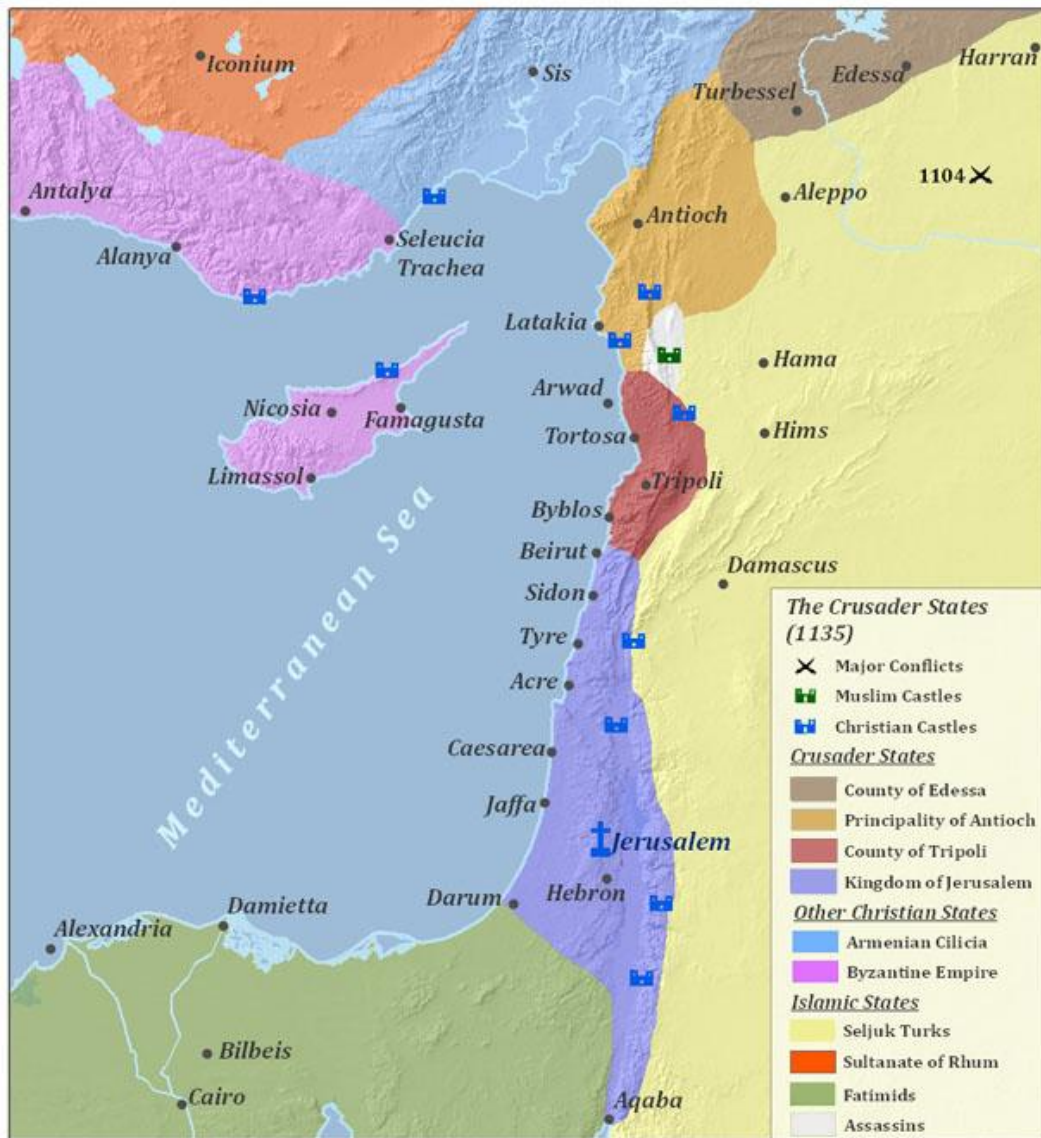 Iconium
Sis
Edessa
Harran
Turbessel
1104
Antalya
Aleppo
Antioch
Alanya
Seleucia
Trachea
Latakia
Hama
Arwad
Nicosia
Famagusta
Tortosa
Hims
Limassol
Tripoli
Byblos
Beirut
Damascus
Sidon
Tyre
Acre
Mediterranean Sea
Caesarea
Jaffa
Jerusalem
Hebron
Darum
Damietta
Alexandria
Bilbeis
Cairo
Aqaba
The Crusader States
(1135)
Major Conflicts
Muslim Castles
Christian Castles
Crusader States
County of Edessa
Principality of Antioch
County of Tripoli
Kingdom of Jerusalem
Other Christian States
Armenian Cilicia
Byzantine Empire
Islamic States
Seljuk Turks
Sultanate of Rhum
Fatimids
Assassins